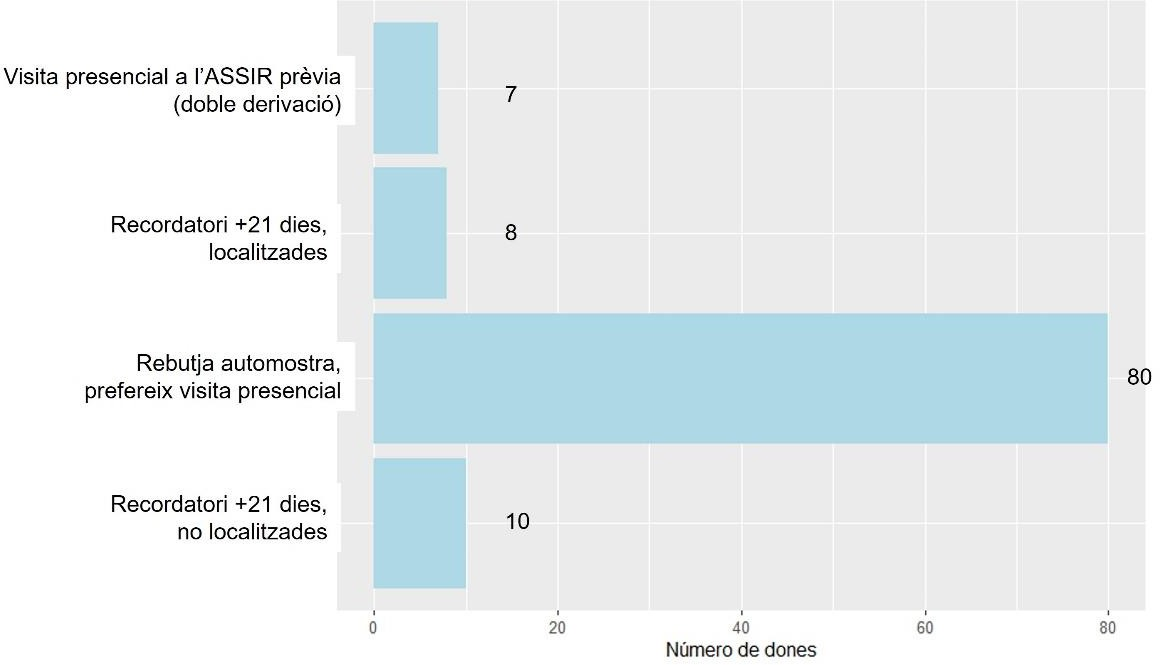 Visita presencial a l’ASSIR prèvia
(doble derivació)
7
Recordatori +21 dies,
localitzades
8
Rebutja automostra,
prefereix visita presencial
80
Recordatori +21 dies,
no localitzades
10
0 20 40 60 80
Número de dones